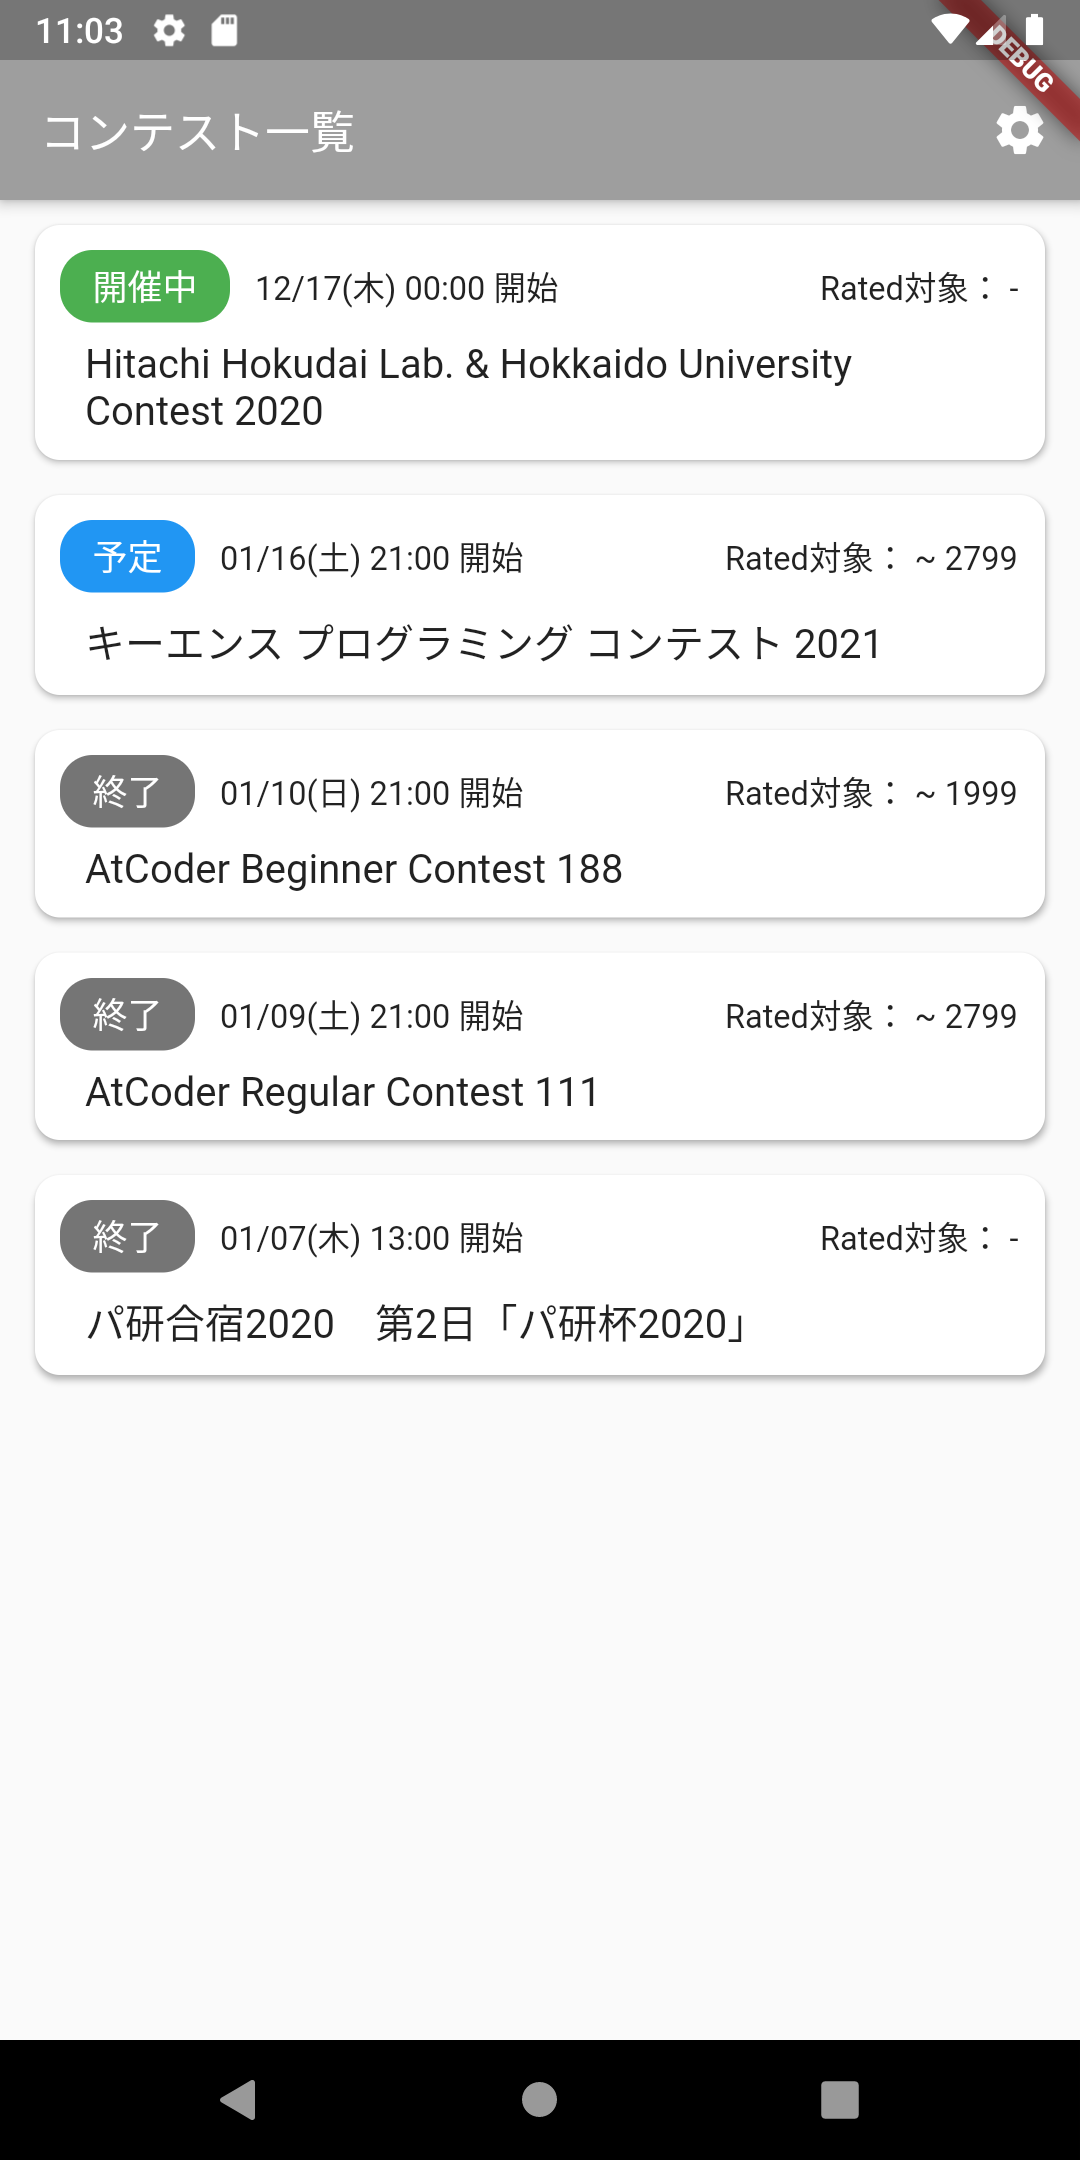 11:03
DEBUG
コンテスト一覧
開催中 12/17(木) 00:00 開始 Rated対象： -
Hitachi Hokudai Lab. & Hokkaido University
Contest 2020
予定 01/16(土) 21:00 開始 Rated対象： ~ 2799
キーエンス プログラミング コンテスト 2021
終了 01/10(日) 21:00 開始 Rated対象： ~ 1999
AtCoder Beginner Contest 188
終了 01/09(土) 21:00 開始 Rated対象： ~ 2799
AtCoder Regular Contest 111
終了 01/07(木) 13:00 開始 Rated対象： -
パ研合宿2020　第2日「パ研杯2020」